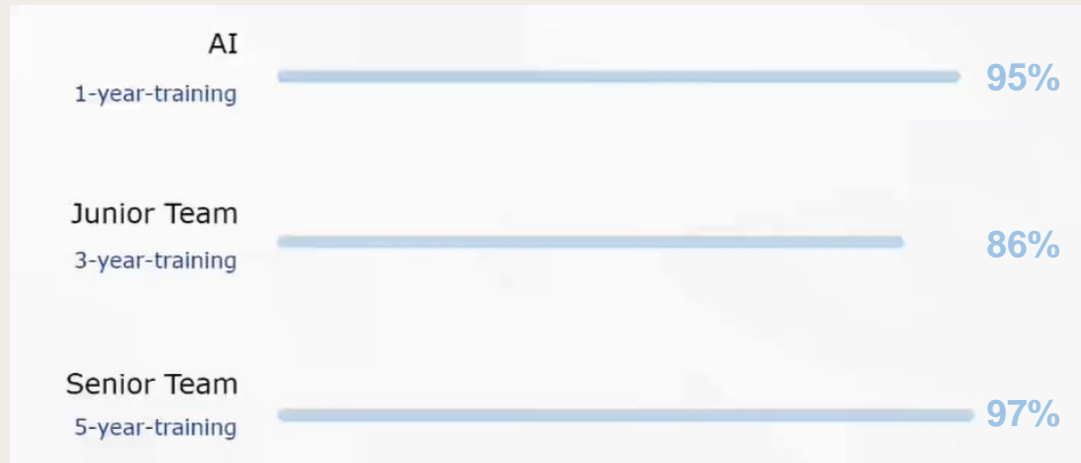 AI
1-year-training
95%
Junior Team
3-year-training
86%
Senior Team
5-year-training
97%